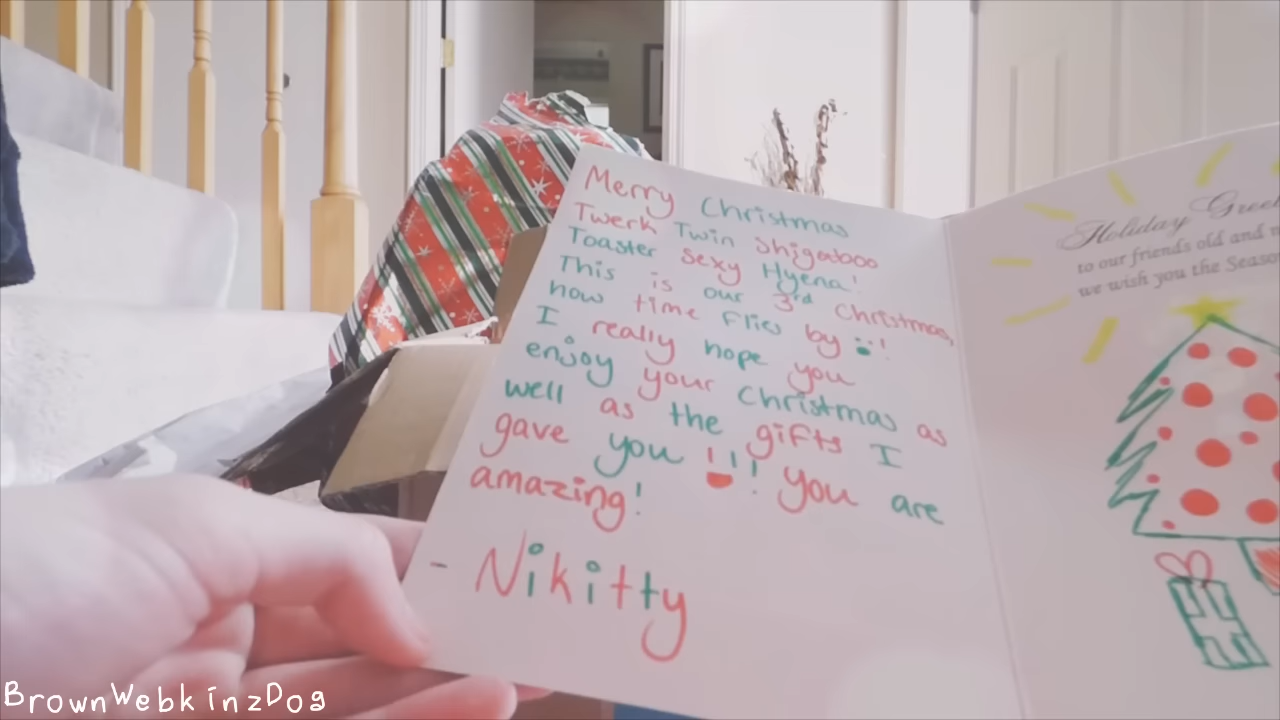 Merry Christmas
Twerk Twin Shigaboo
Toaster Sexy Hyena!
This is our 3rd Christmas,
how time flies by !
I really hope you
enjoy your Christmas as
well as the gifts I
gave you !!! You are
amazing!
- Nikitty
Holiday
to our friends old and
we wish you the
BrownWebkinzDog